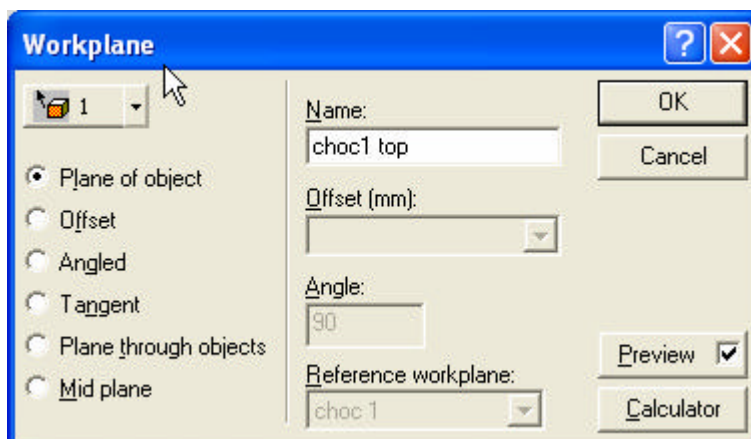 Workplane
1
Plane of object
Offset
Angled
Tangent
Plane through objects
Mid plane
Name:
choc1 top
Offset (mm):
Angle:
90
Reference workplane:
choc 1
OK
Cancel
Preview
Calculator